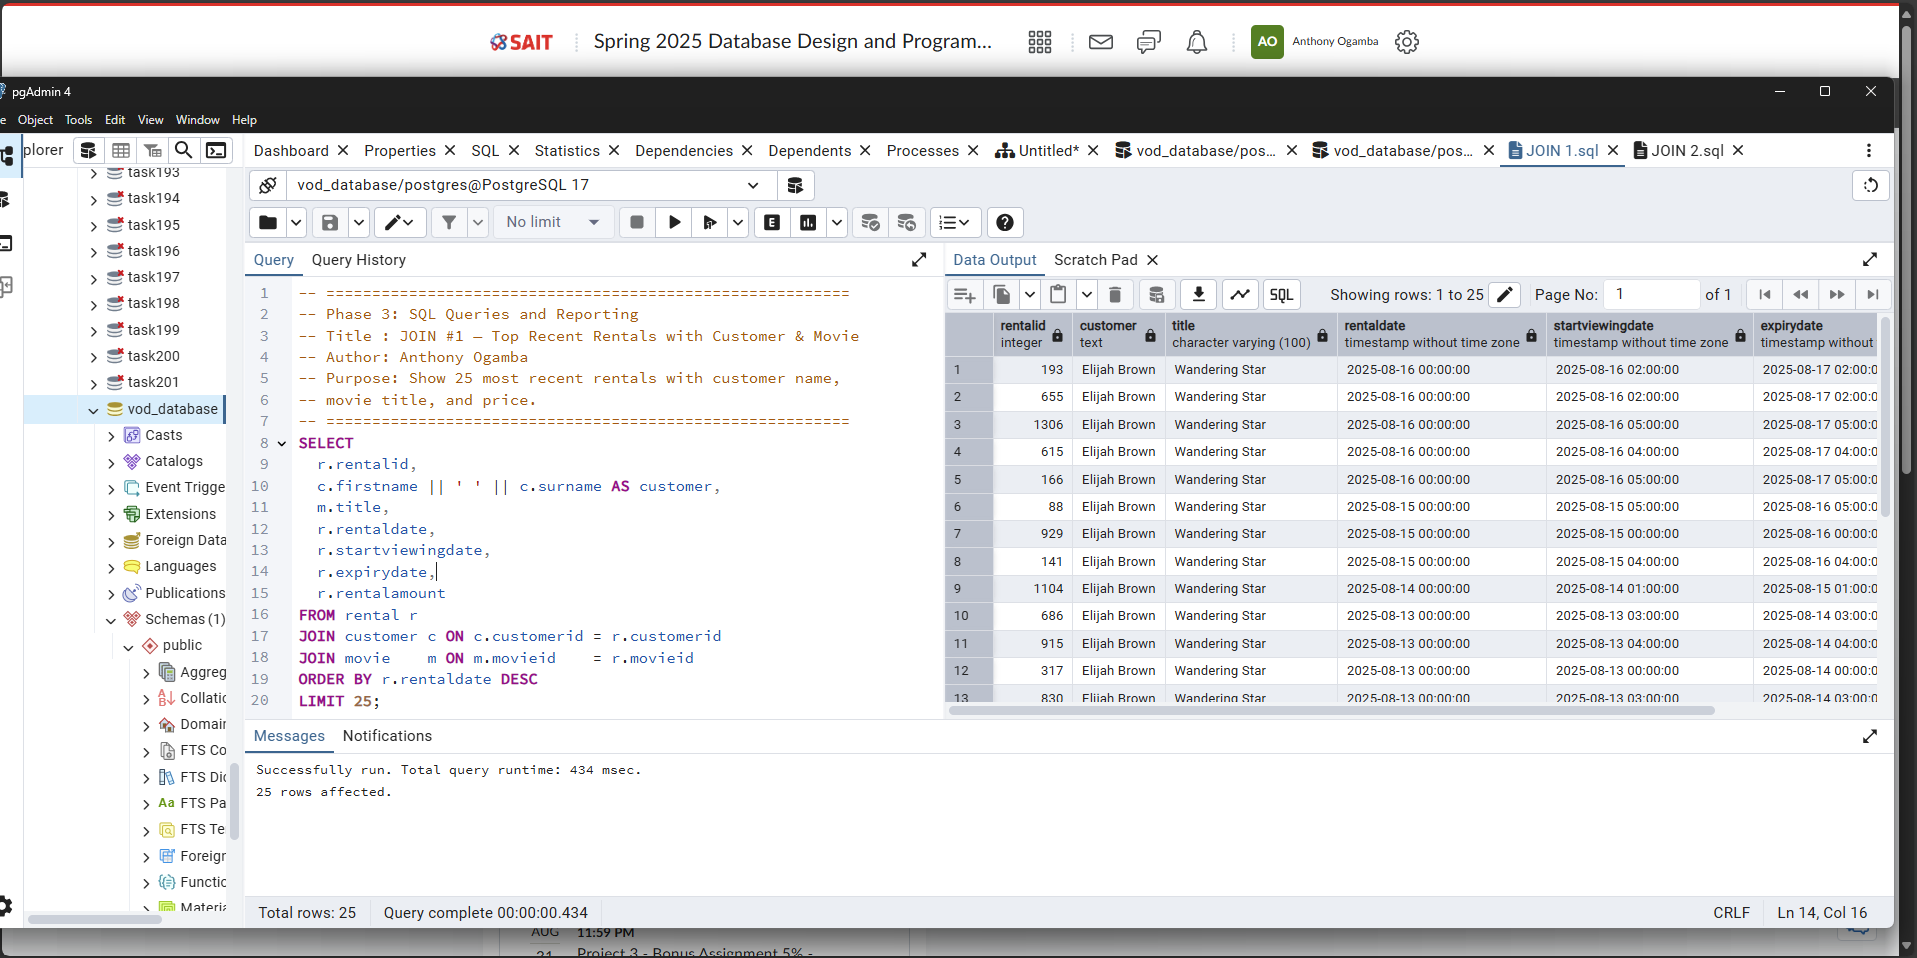 SAIT
Spring 2025 Database Design and Program...
AO
Anthony Ogamba
pgAdmin 4
e Object Tools Edit View Window Help
plorer
Dashboard
Properties
SQL
Statistics
Dependencies
Dependents
Processes
Untitled*
vod_database/pos...
vod_database/pos...
JOIN 1.sql
JOIN 2.sql
task193
task194
task195
task196
task197
task198
task199
task200
task201
vod_database
Casts
Catalogs
Event Trigge
Extensions
Foreign Data
Languages
Publications
Schemas (1)
public
Aggreg
Collatic
Domair
FTS Co
FTS Dic
FTS Pa
FTS Te
Foreigr
Functic
Materia
vod_database/postgres@PostgreSQL 17
No limit
E
Query
Query History
1 -- =========================================================
2 -- Phase 3: SQL Queries and Reporting
3 -- Title : JOIN #1 – Top Recent Rentals with Customer & Movie
4 -- Author: Anthony Ogamba
5 -- Purpose: Show 25 most recent rentals with customer name,
6 -- movie title, and price.
7 -- =========================================================
8 SELECT
9 r.rentalid,
10 c.firstname || ' ' || c.surname AS customer,
11 m.title,
12 r.rentaldate,
13 r.startviewingdate,
14 r.expirydate,
15 r.rentalamount
16 FROM rental r
17 JOIN customer c ON c.customerid = r.customerid
18 JOIN movie    m ON m.movieid    = r.movieid
19 ORDER BY r.rentaldate DESC
20 LIMIT 25;
Data Output
Scratch Pad
SQL
Showing rows: 1 to 25
Page No: 1 of 1
rentalid customer title rentaldate startviewingdate expirydate
integer text character varying (100) timestamp without time zone timestamp without time zone timestamp without
1 193 Elijah Brown Wandering Star 2025-08-16 00:00:00 2025-08-16 02:00:00 2025-08-17 02:00:0
2 655 Elijah Brown Wandering Star 2025-08-16 00:00:00 2025-08-16 02:00:00 2025-08-17 02:00:0
3 1306 Elijah Brown Wandering Star 2025-08-16 00:00:00 2025-08-16 05:00:00 2025-08-17 05:00:0
4 615 Elijah Brown Wandering Star 2025-08-16 00:00:00 2025-08-16 04:00:00 2025-08-17 04:00:0
5 166 Elijah Brown Wandering Star 2025-08-16 00:00:00 2025-08-16 05:00:00 2025-08-17 05:00:0
6 88 Elijah Brown Wandering Star 2025-08-15 00:00:00 2025-08-15 05:00:00 2025-08-16 05:00:0
7 929 Elijah Brown Wandering Star 2025-08-15 00:00:00 2025-08-15 00:00:00 2025-08-16 00:00:0
8 141 Elijah Brown Wandering Star 2025-08-15 00:00:00 2025-08-15 04:00:00 2025-08-16 04:00:0
9 1104 Elijah Brown Wandering Star 2025-08-14 00:00:00 2025-08-14 01:00:00 2025-08-15 01:00:0
10 686 Elijah Brown Wandering Star 2025-08-13 00:00:00 2025-08-13 03:00:00 2025-08-14 03:00:0
11 915 Elijah Brown Wandering Star 2025-08-13 00:00:00 2025-08-13 04:00:00 2025-08-14 04:00:0
12 317 Elijah Brown Wandering Star 2025-08-13 00:00:00 2025-08-13 00:00:00 2025-08-14 00:00:0
13 830 Elijah Brown Wandering Star 2025-08-13 00:00:00 2025-08-13 03:00:00 2025-08-14 03:00:0
Messages
Notifications
Successfully run. Total query runtime: 434 msec.
25 rows affected.
Total rows: 25
Query complete 00:00:00.434
CRLF
Ln 14, Col 16
AUG 11:59 PM
21 Project 3 - Bonus Assignment 5% -